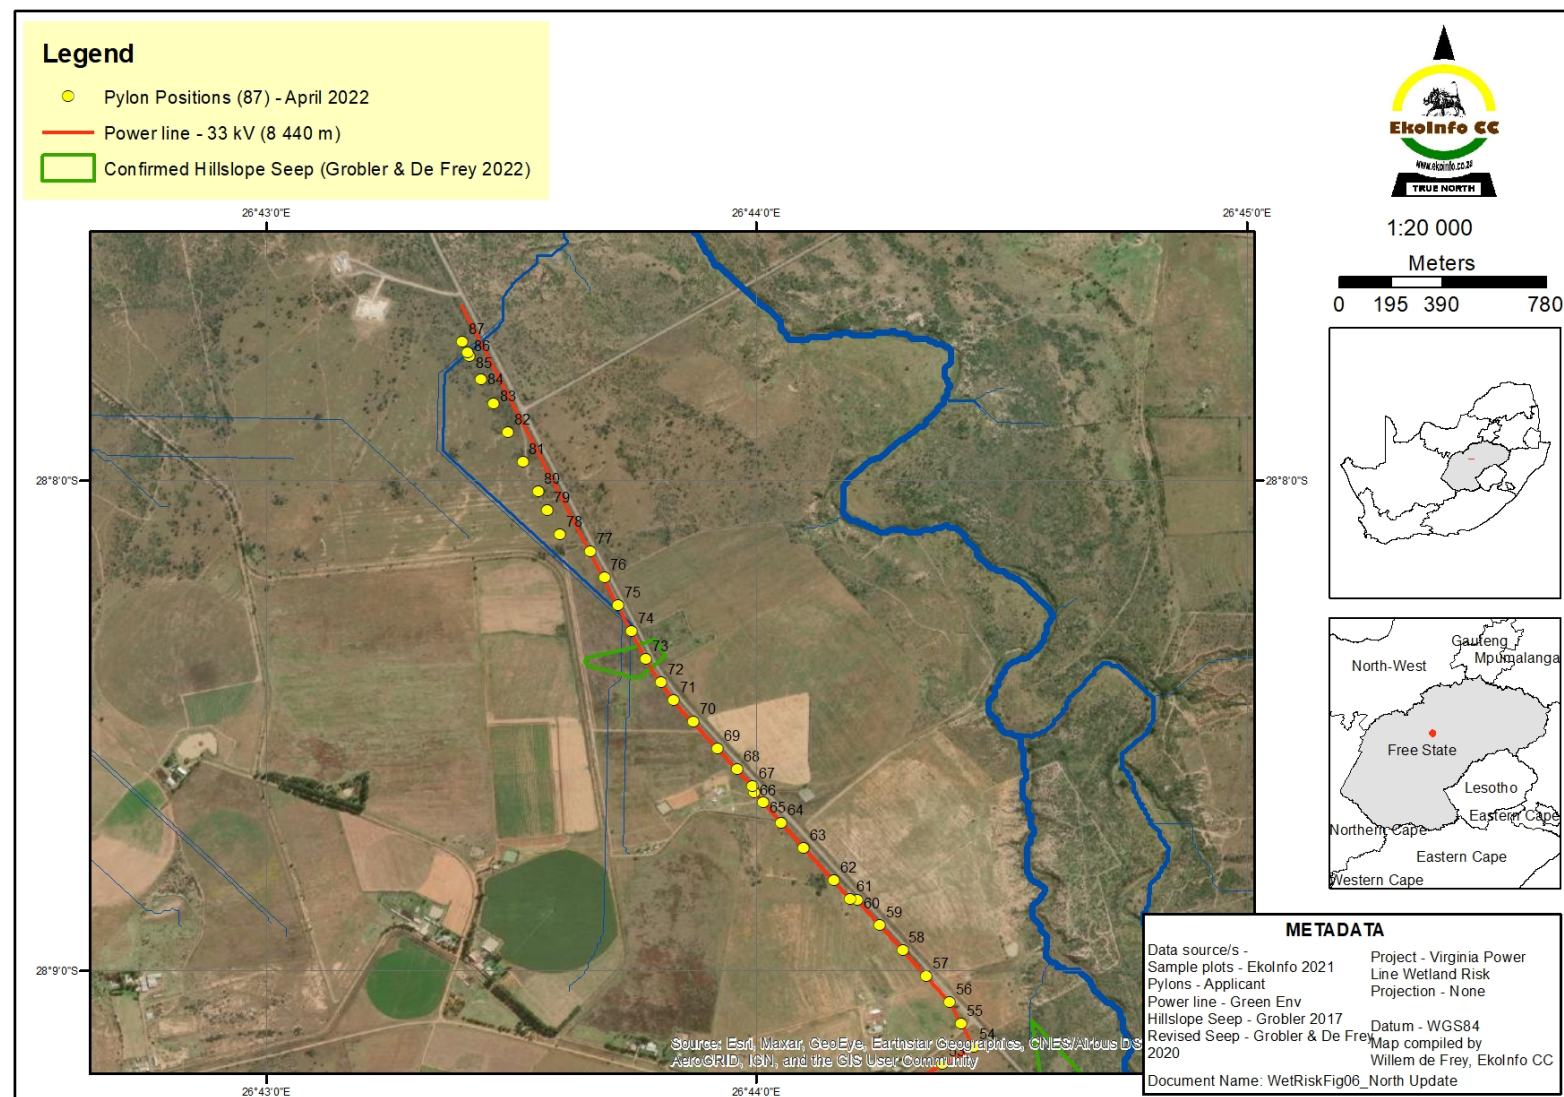 Legend
Pylon Positions (87) - April 2022
Power line - 33 kV (8 440 m)
Confirmed Hillslope Seep (Grobler & De Frey 2022)
EkoInfo CC
www.ekoinfo.co.za
TRUE NORTH
1:20 000
Meters
0 195 390 780
26°43'0"E 26°44'0"E 26°45'0"E
87
86
85
84
83
82
81
80
79
78
77
76
75
74
73
72
71
70
69
68
67
66
65 64
63
62
61
60
59
58
57
56
55
54
28°8'0"S 28°8'0"S
28°9'0"S
26°43'0"E 26°44'0"E
Source: Esri, Maxar, GeoEye, Earthstar Geographics, CNES/Airbus DS
AeroGRID, IGN, and the GIS User Community
Gauteng
North-West Mpumalanga
Free State
Lesotho
Northern Cape Eastern Cape
Eastern Cape
Western Cape
METADATA
Data source/s -
Sample plots - EkoInfo 2021
Pylons - Applicant
Power line - Green Env
Hillslope Seep - Grobler 2017
Revised Seep - Grobler & De Frey
2020
Project - Virginia Power
Line Wetland Risk
Projection - None
Datum - WGS84
Map compiled by
Willem de Frey, EkoInfo CC
Document Name: WetRiskFig06_North Update